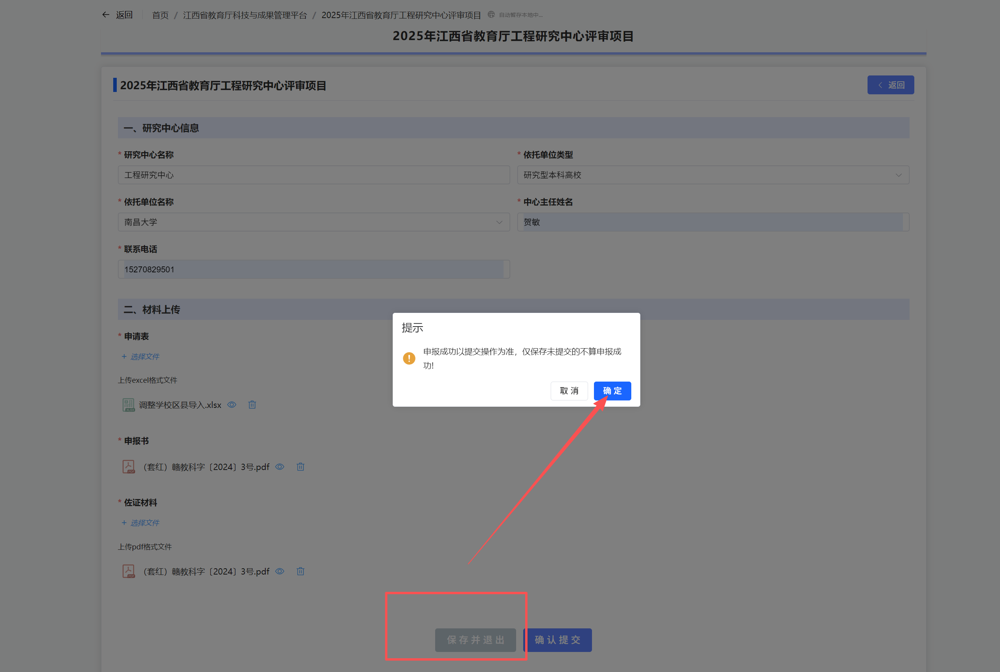 返回 首页 / 江西省教育厅科技与成果管理平台 / 2025年江西省教育厅工程研究中心评审项目 自动暂存本地中...
2025年江西省教育厅工程研究中心评审项目
2025年江西省教育厅工程研究中心评审项目 返回
一、研究中心信息
* 研究中心名称 * 依托单位类型
工程研究中心 研究型本科高校
* 依托单位名称 * 中心主任姓名
南昌大学 贺敏
* 联系电话
15270829501
二、材料上传
提示
* 申请表
申报成功以提交操作为准，仅保存未提交的不算申报成
功!
取消 确定
+ 选择文件
上传excel格式文件
XLSX 调整学校区县导入.xlsx
* 申报书
PDF （套红）赣教科字〔2024〕3号.pdf
* 佐证材料
+ 选择文件
上传pdf格式文件
PDF （套红）赣教科字〔2024〕3号.pdf
保存并退出 确认提交